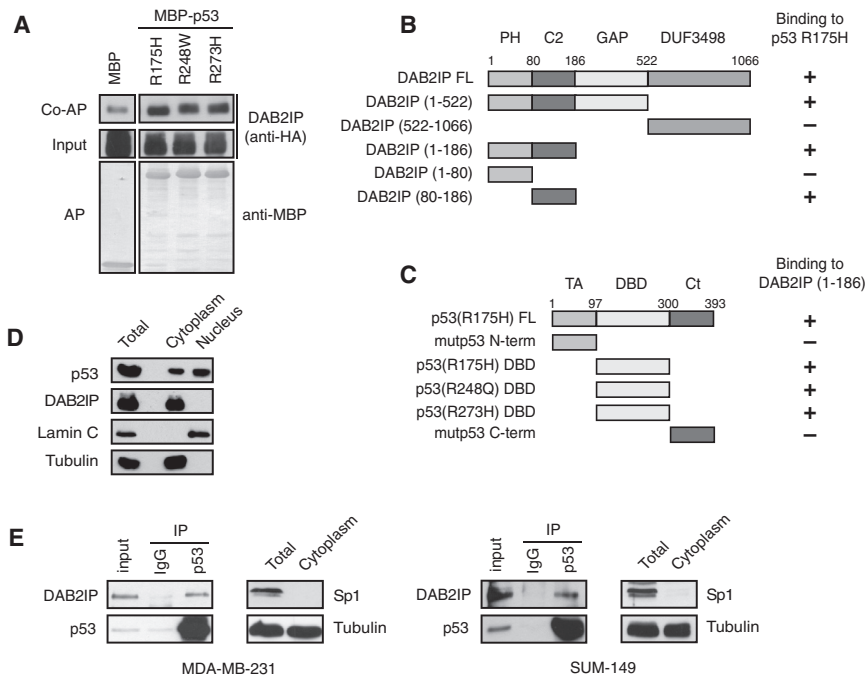 A
MBP-p53
MBP
R175H
R248W
R273H
Co-AP
Input
DAB2IP
(anti-HA)
AP
anti-MBP
B
Binding to
p53 R175H
PH C2 GAP DUF3498
1 80 186 522 1066
DAB2IP FL +
DAB2IP (1-522) +
DAB2IP (522-1066) −
DAB2IP (1-186) +
DAB2IP (1-80) −
DAB2IP (80-186) +
C
Binding to
DAB2IP (1-186)
TA DBD Ct
1 97 300 393
p53(R175H) FL +
mutp53 N-term −
p53(R175H) DBD +
p53(R248Q) DBD +
p53(R273H) DBD +
mutp53 C-term −
D
Total
Cytoplasm
Nucleus
p53
DAB2IP
Lamin C
Tubulin
E
IP
input
IgG
p53
Total
Cytoplasm
DAB2IP
Sp1
p53
Tubulin
MDA-MB-231
IP
input
IgG
p53
Total
Cytoplasm
DAB2IP
Sp1
p53
Tubulin
SUM-149